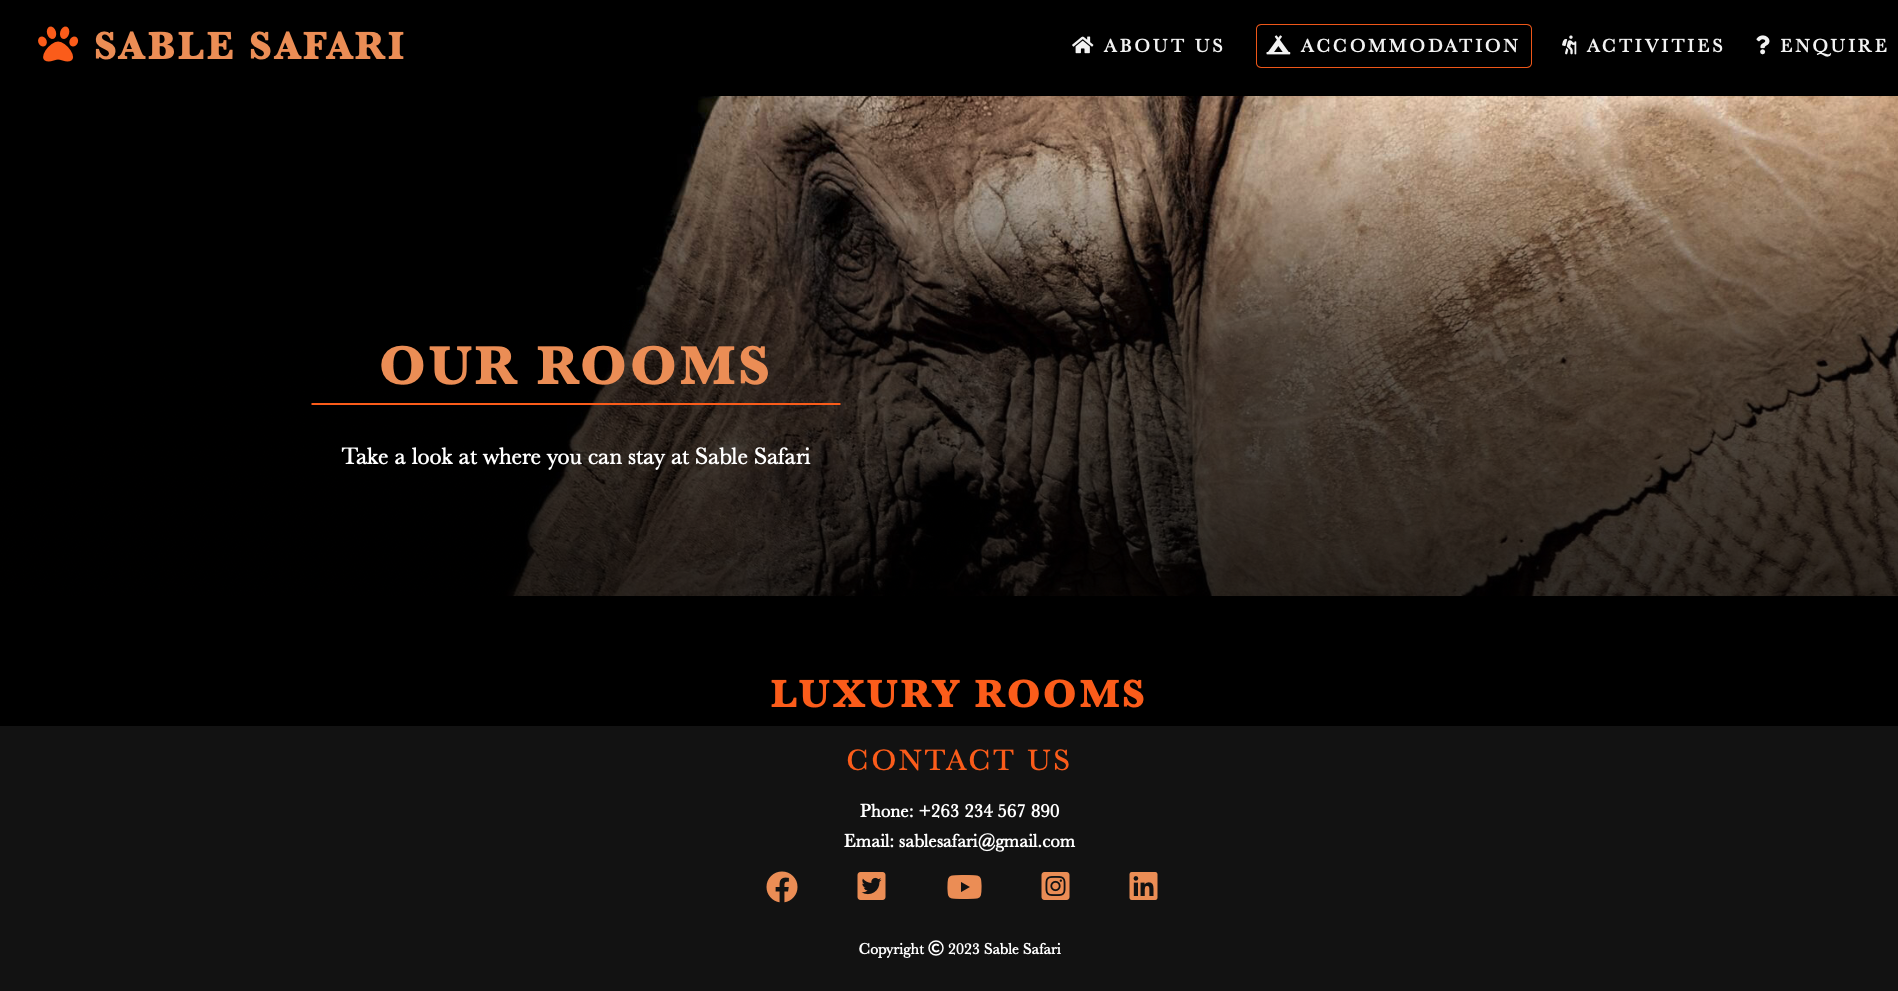 SABLE SAFARI
ABOUT US
ACCOMMODATION
ACTIVITIES
ENQUIRE
OUR ROOMS
Take a look at where you can stay at Sable Safari
LUXURY ROOMS
CONTACT US
Phone: +263 234 567 890
Email: sablesafari@gmail.com
Copyright © 2023 Sable Safari